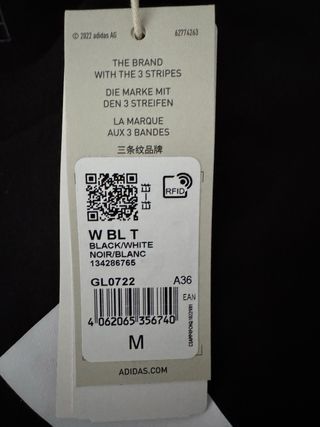 © 2022 adidas AG 62774263
THE BRAND
WITH THE 3 STRIPES
DIE MARKE MIT
DEN 3 STREIFEN
LA MARQUE
AUX 3 BANDES
三条纹品牌
RFID
W BL T
BLACK/WHITE
NOIR/BLANC
134286765
GL0722 A36
EAN
4 062065 356740
M
ADIDAS.COM